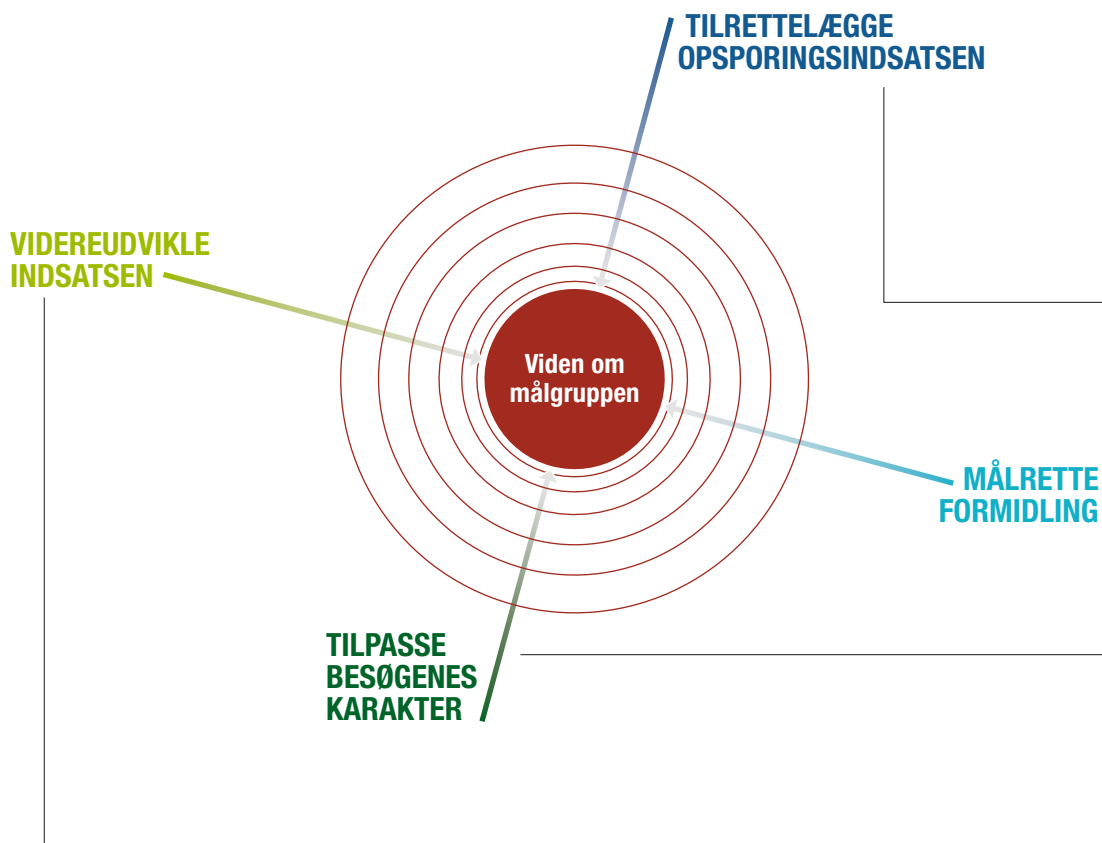 TILRETTELÆGGE
OPSPORINGSINDSATSEN
VIDEREUDVIKLE
INDSATSEN
Viden om
målgruppen
MÅLRETTE
FORMIDLING
TILPASSE
BESØGENES
KARAKTER